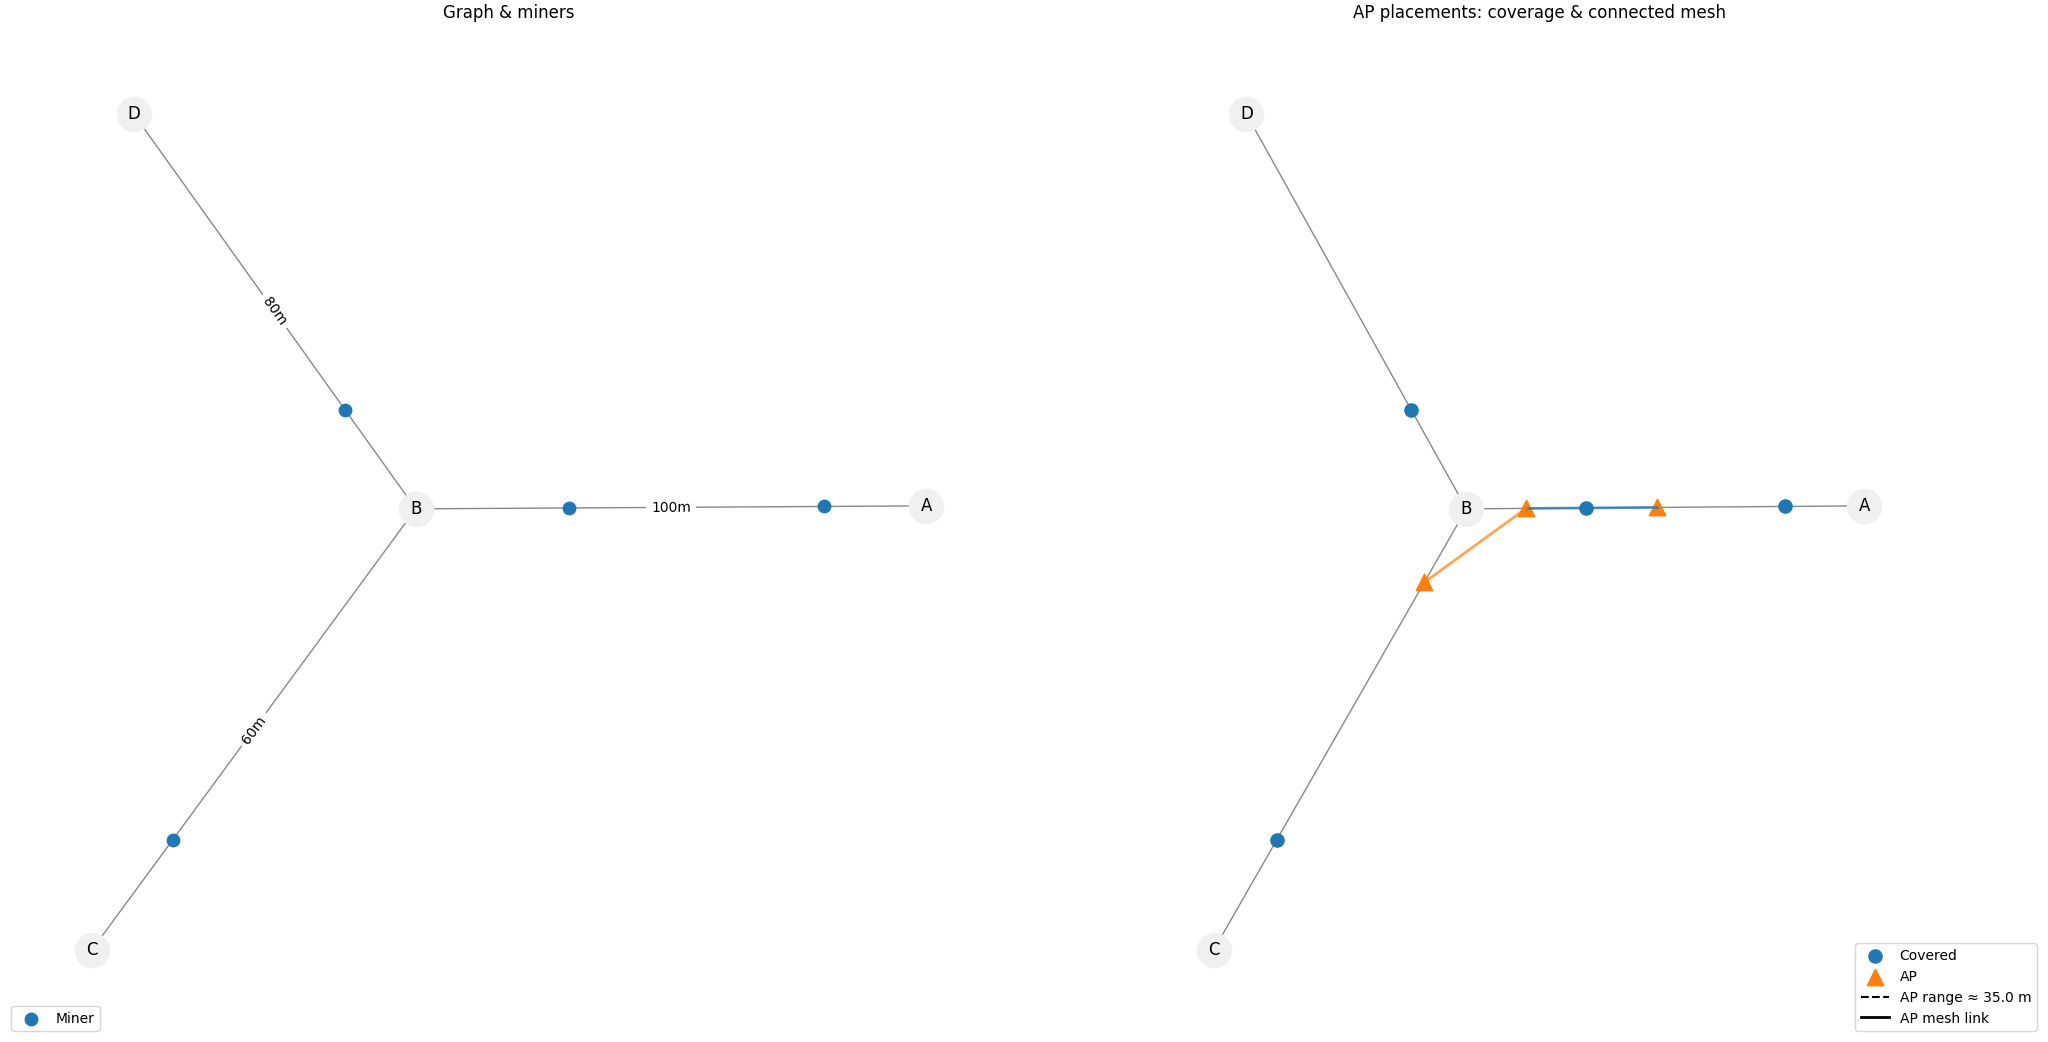 Graph & miners
D
80m
B
100m
A
60m
C
Miner
AP placements: coverage & connected mesh
D
B
A
C
Covered
AP
AP range ≈ 35.0 m
AP mesh link